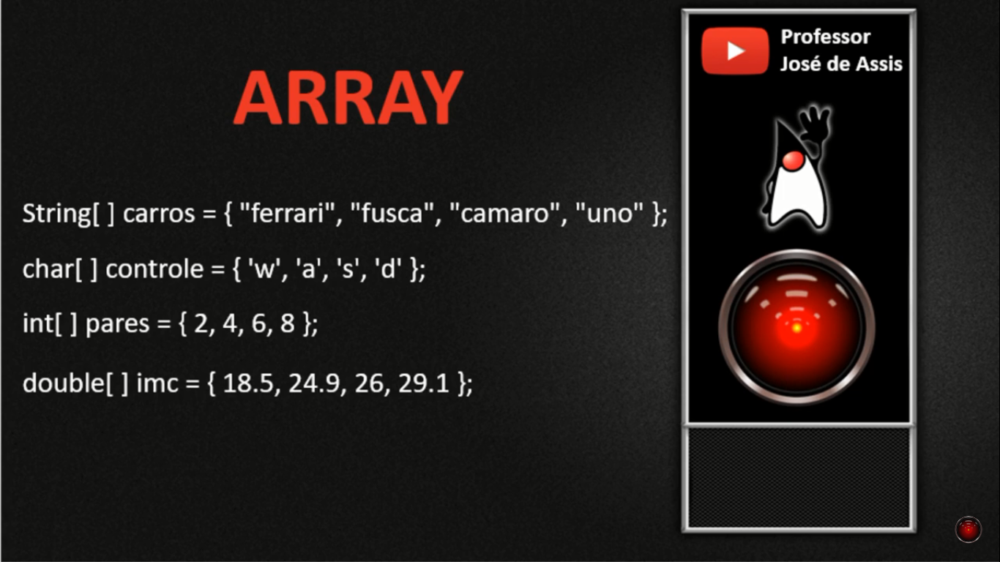 ARRAY
String[ ] carros = { "ferrari", "fusca", "camaro", "uno" };
char[ ] controle = { 'w', 'a', 's', 'd' };
int[ ] pares = { 2, 4, 6, 8 };
double[ ] imc = { 18.5, 24.9, 26, 29.1 };
Professor
José de Assis